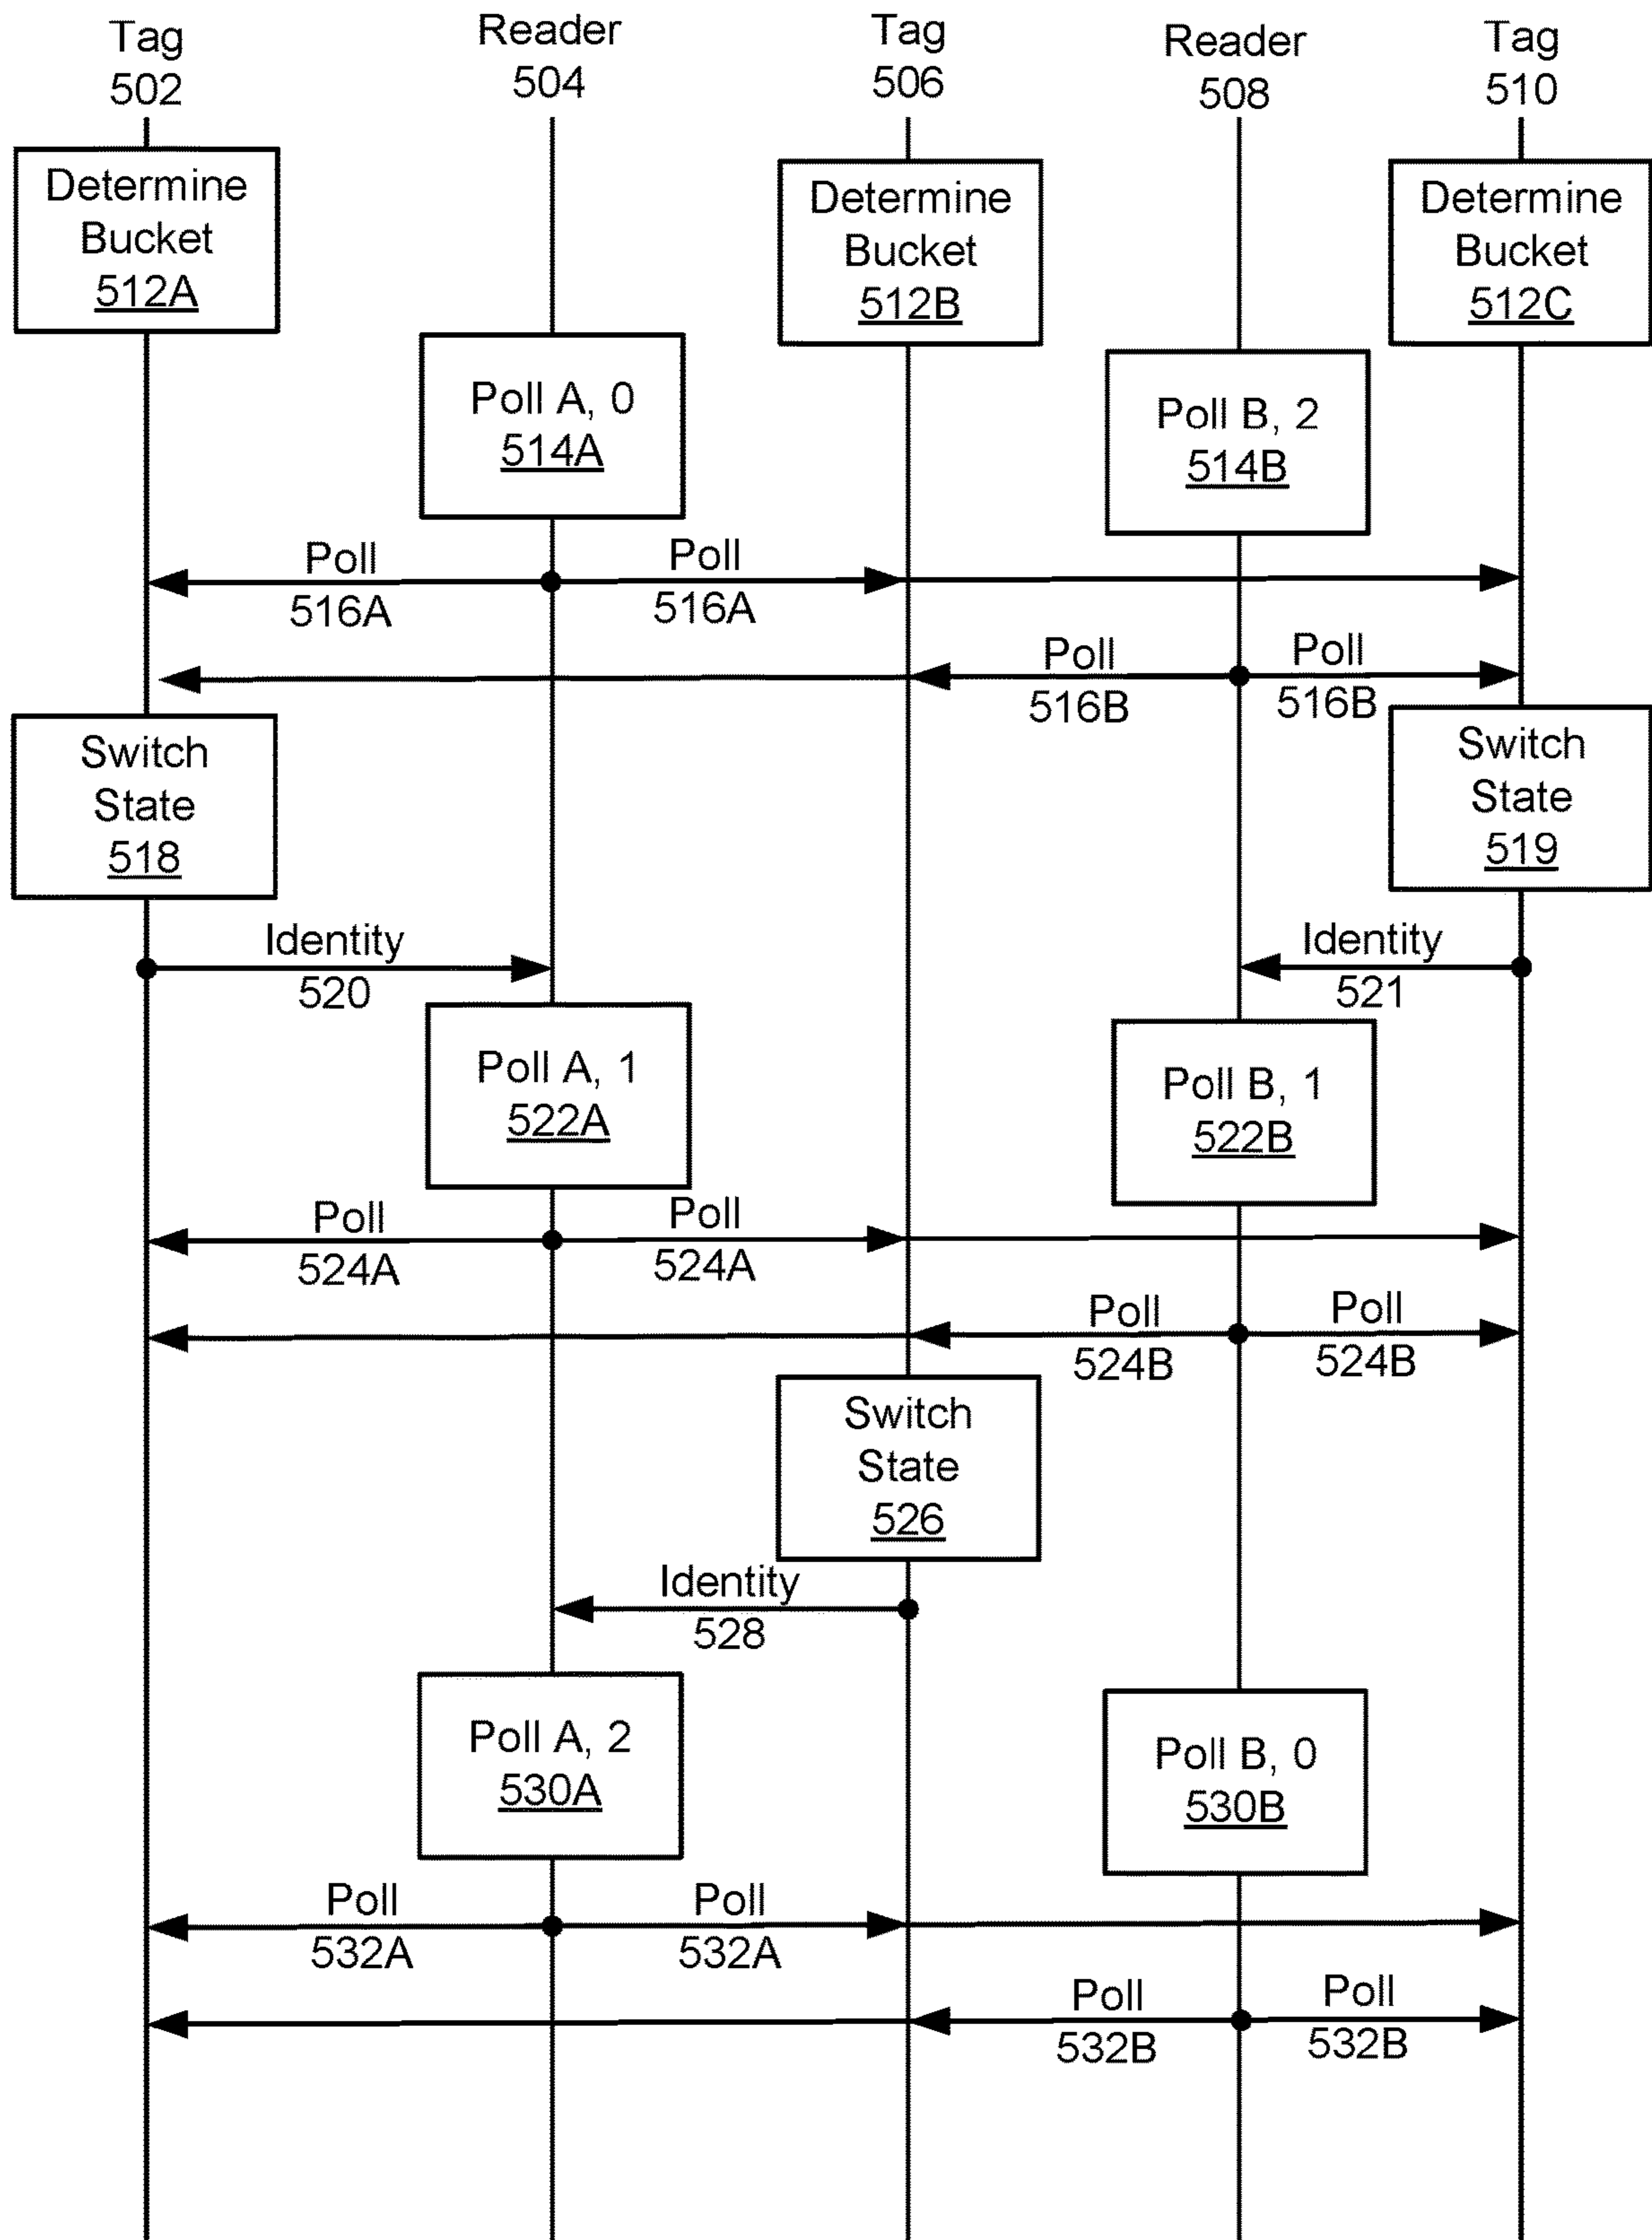 Tag
502
Reader
504
Tag
506
Reader
508
Tag
510
Determine
Bucket
512A
Determine
Bucket
512B
Determine
Bucket
512C
Poll A, 0
514A
Poll B, 2
514B
Poll
516A
Poll
516A
Poll
516B
Poll
516B
Switch
State
518
Switch
State
519
Identity
520
Identity
521
Poll A, 1
522A
Poll B, 1
522B
Poll
524A
Poll
524A
Poll
524B
Poll
524B
Switch
State
526
Identity
528
Poll A, 2
530A
Poll B, 0
530B
Poll
532A
Poll
532A
Poll
532B
Poll
532B